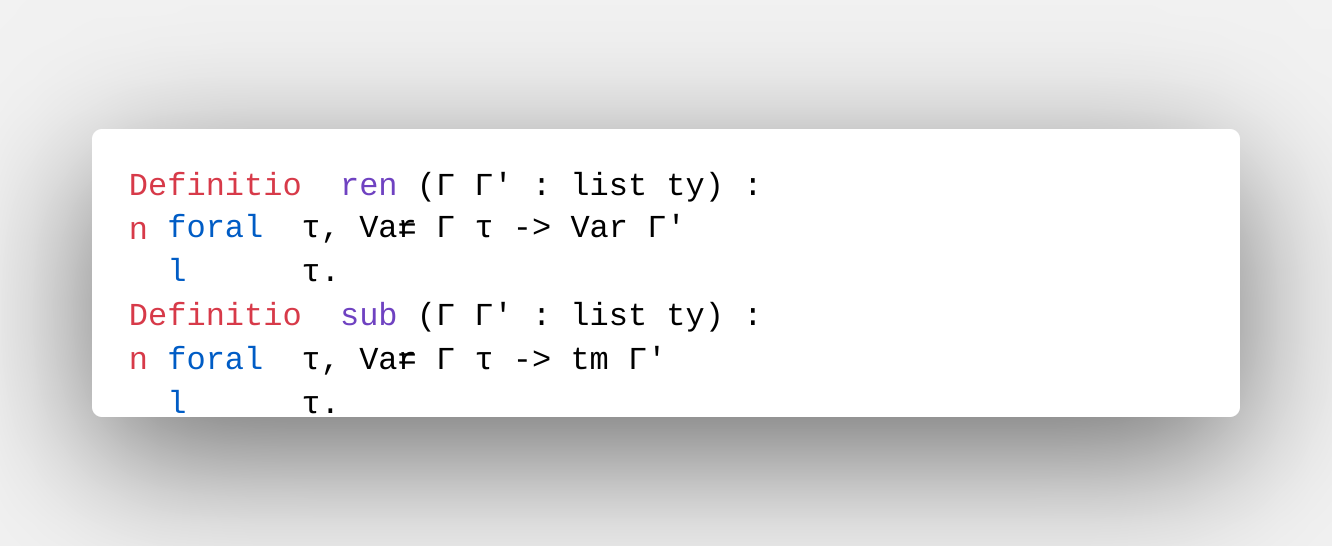 Definitio ren (Γ Γ' : list ty) :
n foral τ, Var = Γ τ -> Var Γ'
l τ.
Definitio sub (Γ Γ' : list ty) :
n foral τ, Var = Γ τ -> tm Γ'
l τ.